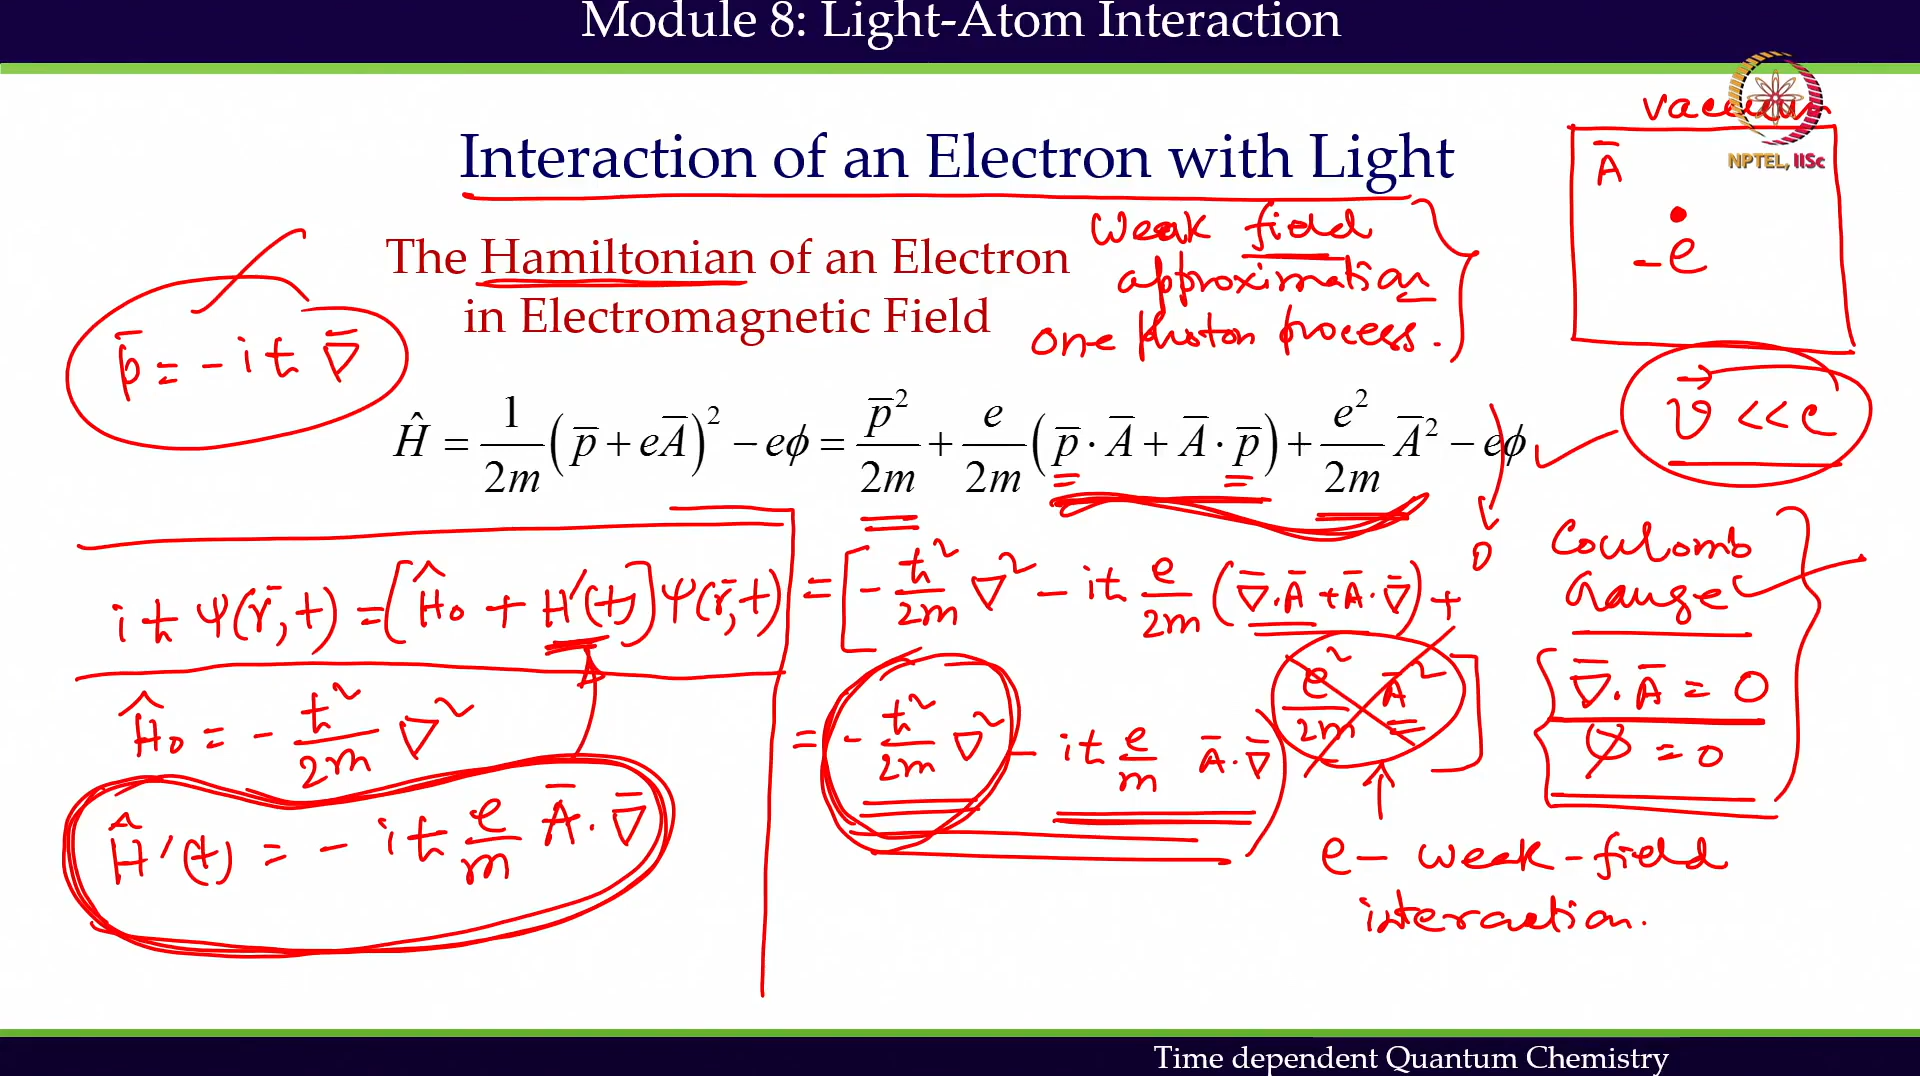 Module 8: Light-Atom Interaction
vacuum
NPTEL, IISc
Interaction of an Electron with Light
Ā
-e
The Hamiltonian of an Electron
in Electromagnetic Field
Weak field
approximation
one photon process.
p̄ = -iħ ∇̄
v⃗ << c
Ĥ = 1/2m (p̄ + eĀ)² − eϕ = p̄²/2m + e/2m (p̄ · Ā + Ā · p̄) + e²/2m Ā² − eϕ
0
Coulomb
Gauge
∇̄.Ā = 0
ϕ = 0
iħ Ψ(r̄,t) = [Ĥ₀ + H'(t)] Ψ(r̄,t)
= [-ħ²/2m ∇² - iħ e/2m (∇̄.Ā + Ā.∇̄) +
e²/2m Ā²]
Ĥ₀ = - ħ²/2m ∇²
= -ħ²/2m ∇² - iħ e/m Ā.∇̄
Ĥ'(t) = - iħ e/m Ā.∇̄
e- weak-field
interaction.
Time dependent Quantum Chemistry